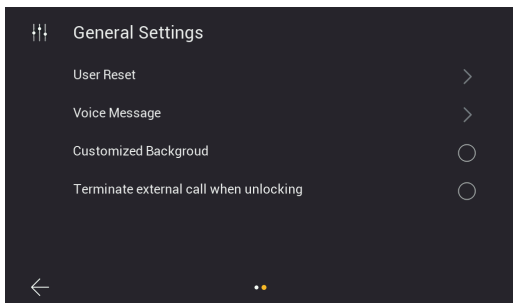 General Settings
User Reset
Voice Message
Customized Backgroud
Terminate external call when unlocking